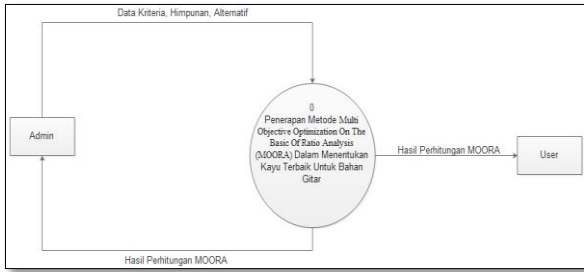 Data Kriteria, Himpunan, Alternatif
0
Penerapan Metode Multi
Objective Optimization On The
Basic Of Ratio Analysis
(MOORA) Dalam Menentukan
Kayu Terbaik Untuk Bahan
Gitar
Admin
Hasil Perhitungan MOORA
User
Hasil Perhitungan MOORA